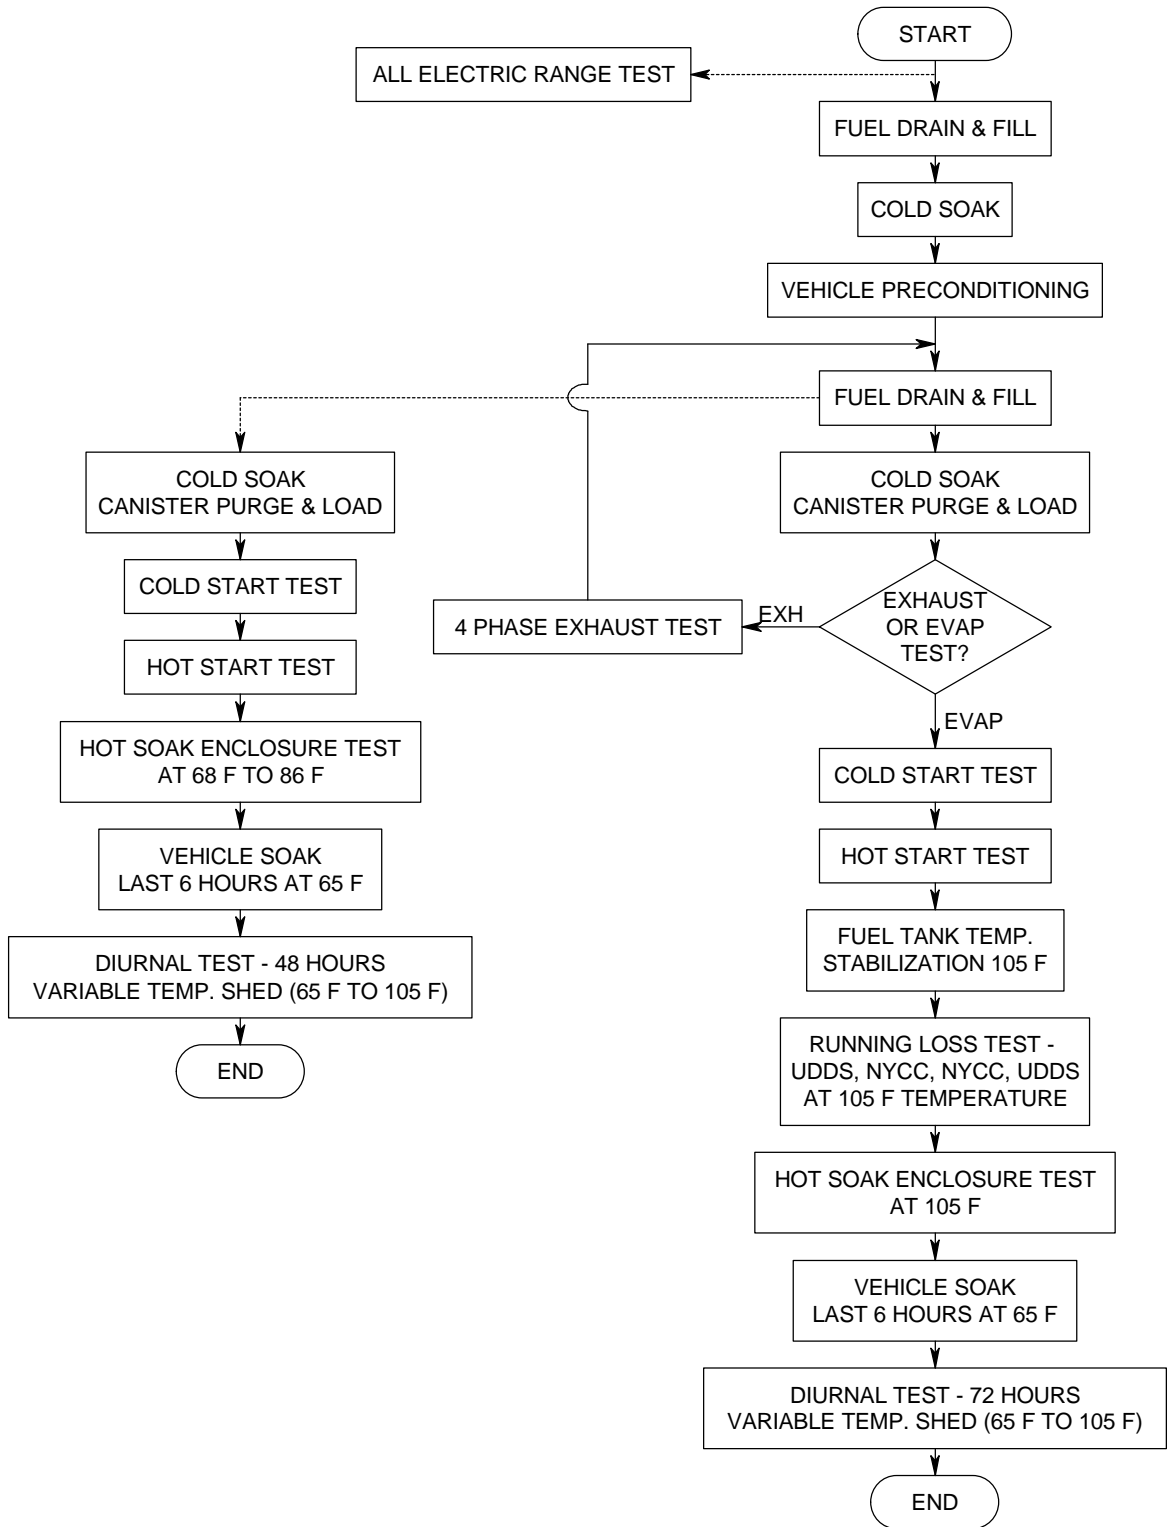 START
ALL ELECTRIC RANGE TEST
FUEL DRAIN & FILL
COLD SOAK
VEHICLE PRECONDITIONING
FUEL DRAIN & FILL
COLD SOAK
CANISTER PURGE & LOAD
COLD START TEST
HOT START TEST
HOT SOAK ENCLOSURE TEST
AT 68 F TO 86 F
VEHICLE SOAK
LAST 6 HOURS AT 65 F
DIURNAL TEST - 48 HOURS
VARIABLE TEMP. SHED (65 F TO 105 F)
END
COLD SOAK
CANISTER PURGE & LOAD
EXHAUST
OR EVAP
TEST?
EXH
4 PHASE EXHAUST TEST
EVAP
COLD START TEST
HOT START TEST
FUEL TANK TEMP.
STABILIZATION 105 F
RUNNING LOSS TEST -
UDDS, NYCC, NYCC, UDDS
AT 105 F TEMPERATURE
HOT SOAK ENCLOSURE TEST
AT 105 F
VEHICLE SOAK
LAST 6 HOURS AT 65 F
DIURNAL TEST - 72 HOURS
VARIABLE TEMP. SHED (65 F TO 105 F)
END